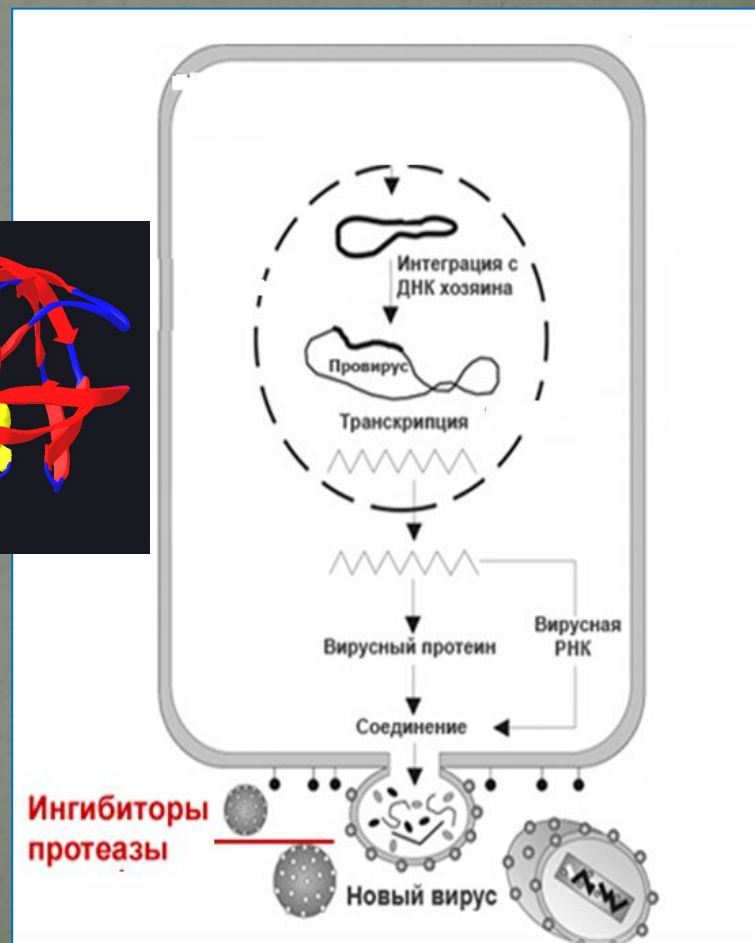 Интеграция с
ДНК хозяина
Провирус
Транскрипция
Вирусная
РНК
Вирусный протеин
Соединение
Ингибиторы
протеазы
Новый вирус